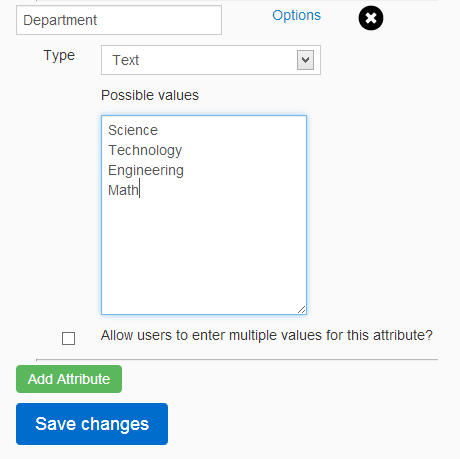 Department Options
Type Text
Possible values
Science
Technology
Engineering
Math
Allow users to enter multiple values for this attribute?
Add Attribute
Save changes